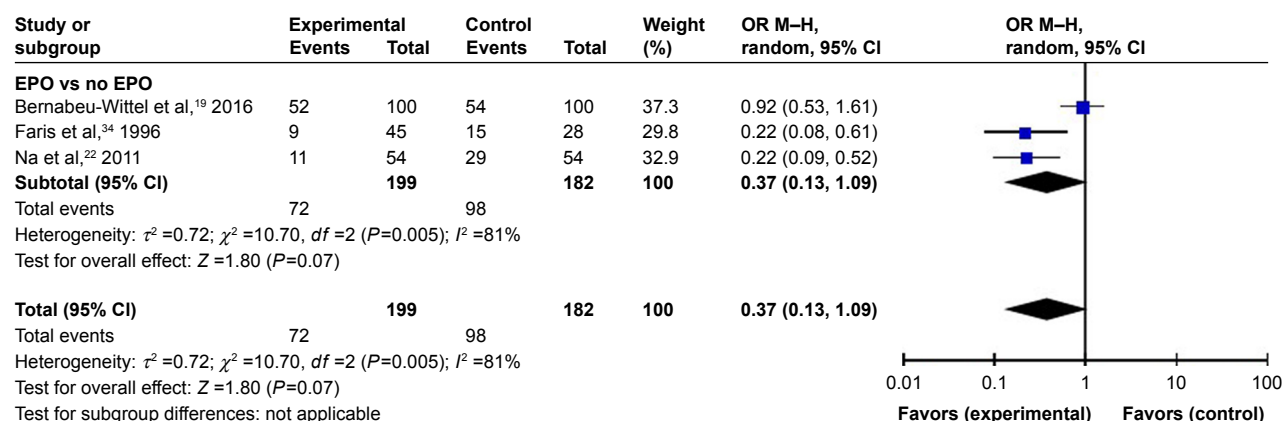 Study or Experimental Control Weight OR M–H, OR M–H,
subgroup Events Total Events Total (%) random, 95% CI random, 95% CI
EPO vs no EPO
Bernabeu-Wittel et al,¹⁹ 2016 52 100 54 100 37.3 0.92 (0.53, 1.61)
Faris et al,³⁴ 1996 9 45 15 28 29.8 0.22 (0.08, 0.61)
Na et al,²² 2011 11 54 29 54 32.9 0.22 (0.09, 0.52)
Subtotal (95% CI) 199 182 100 0.37 (0.13, 1.09)
Total events 72 98
Heterogeneity: τ² =0.72; χ² =10.70, df =2 (P=0.005); I² =81%
Test for overall effect: Z =1.80 (P=0.07)
Total (95% CI) 199 182 100 0.37 (0.13, 1.09)
Total events 72 98
Heterogeneity: τ² =0.72; χ² =10.70, df =2 (P=0.005); I² =81%
Test for overall effect: Z =1.80 (P=0.07)
Test for subgroup differences: not applicable
0.01 0.1 1 10 100
Favors (experimental) Favors (control)